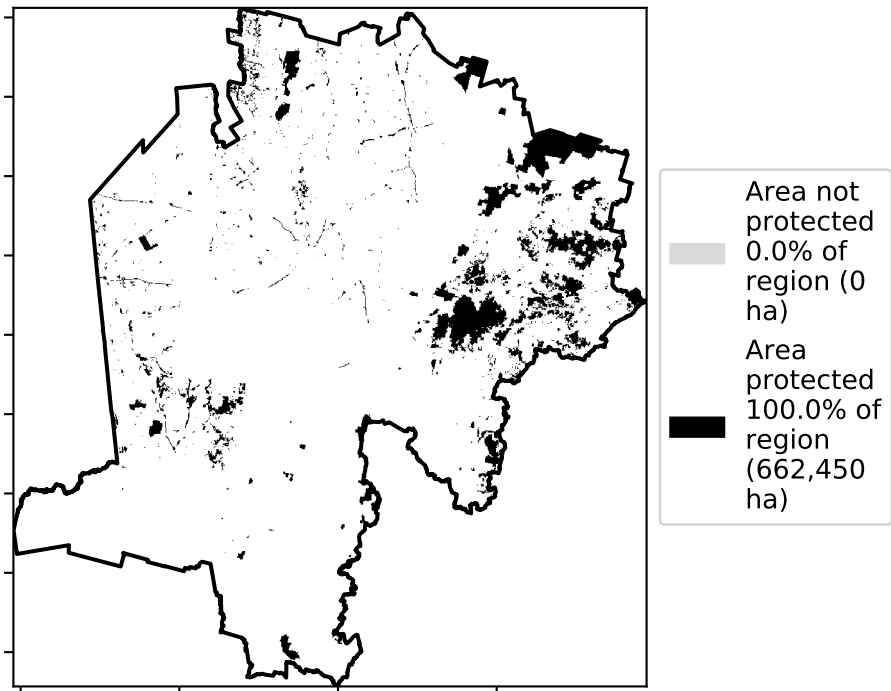 Area not
protected
0.0% of
region (0
ha)
Area
protected
100.0% of
region
(662,450
ha)